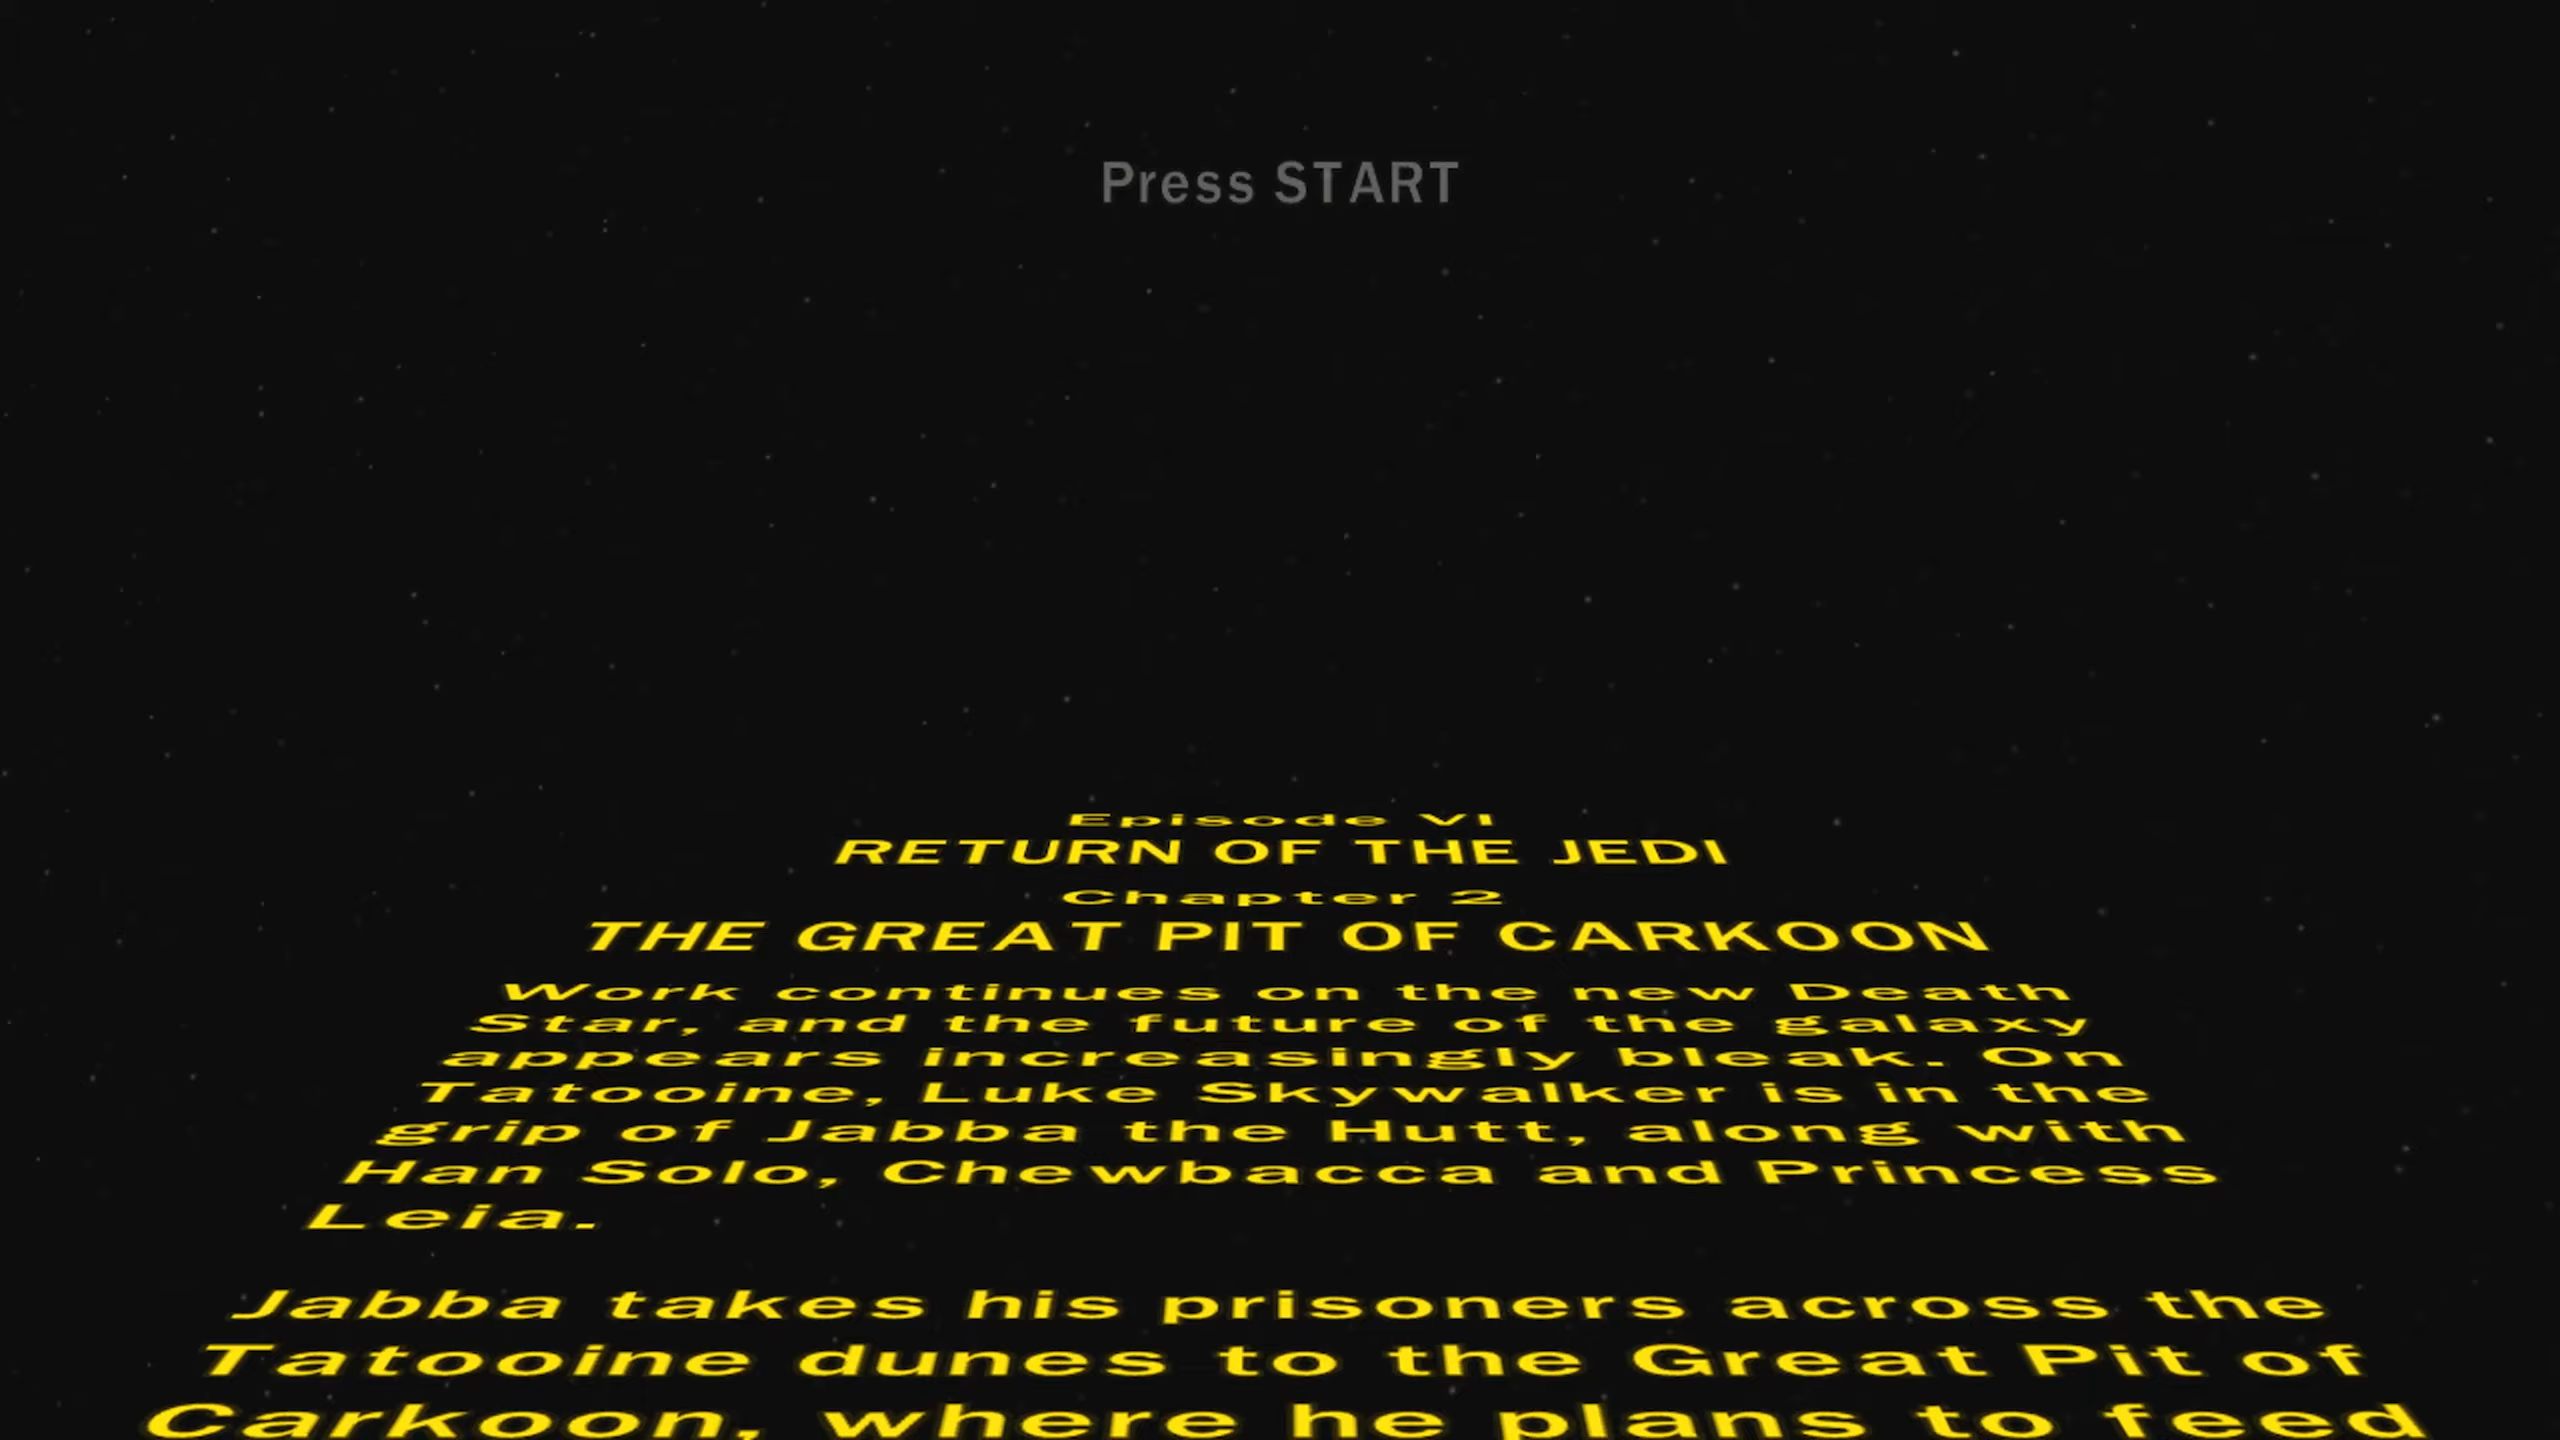 Press START
Episode VI
RETURN OF THE JEDI
Chapter 2
THE GREAT PIT OF CARKOON
Work continues on the new Death
Star, and the future of the galaxy
appears increasingly bleak. On
Tatooine, Luke Skywalker is in the
grip of Jabba the Hutt, along with
Han Solo, Chewbacca and Princess
Leia.
Jabba takes his prisoners across the
Tatooine dunes to the Great Pit of
Carkoon, where he plans to feed